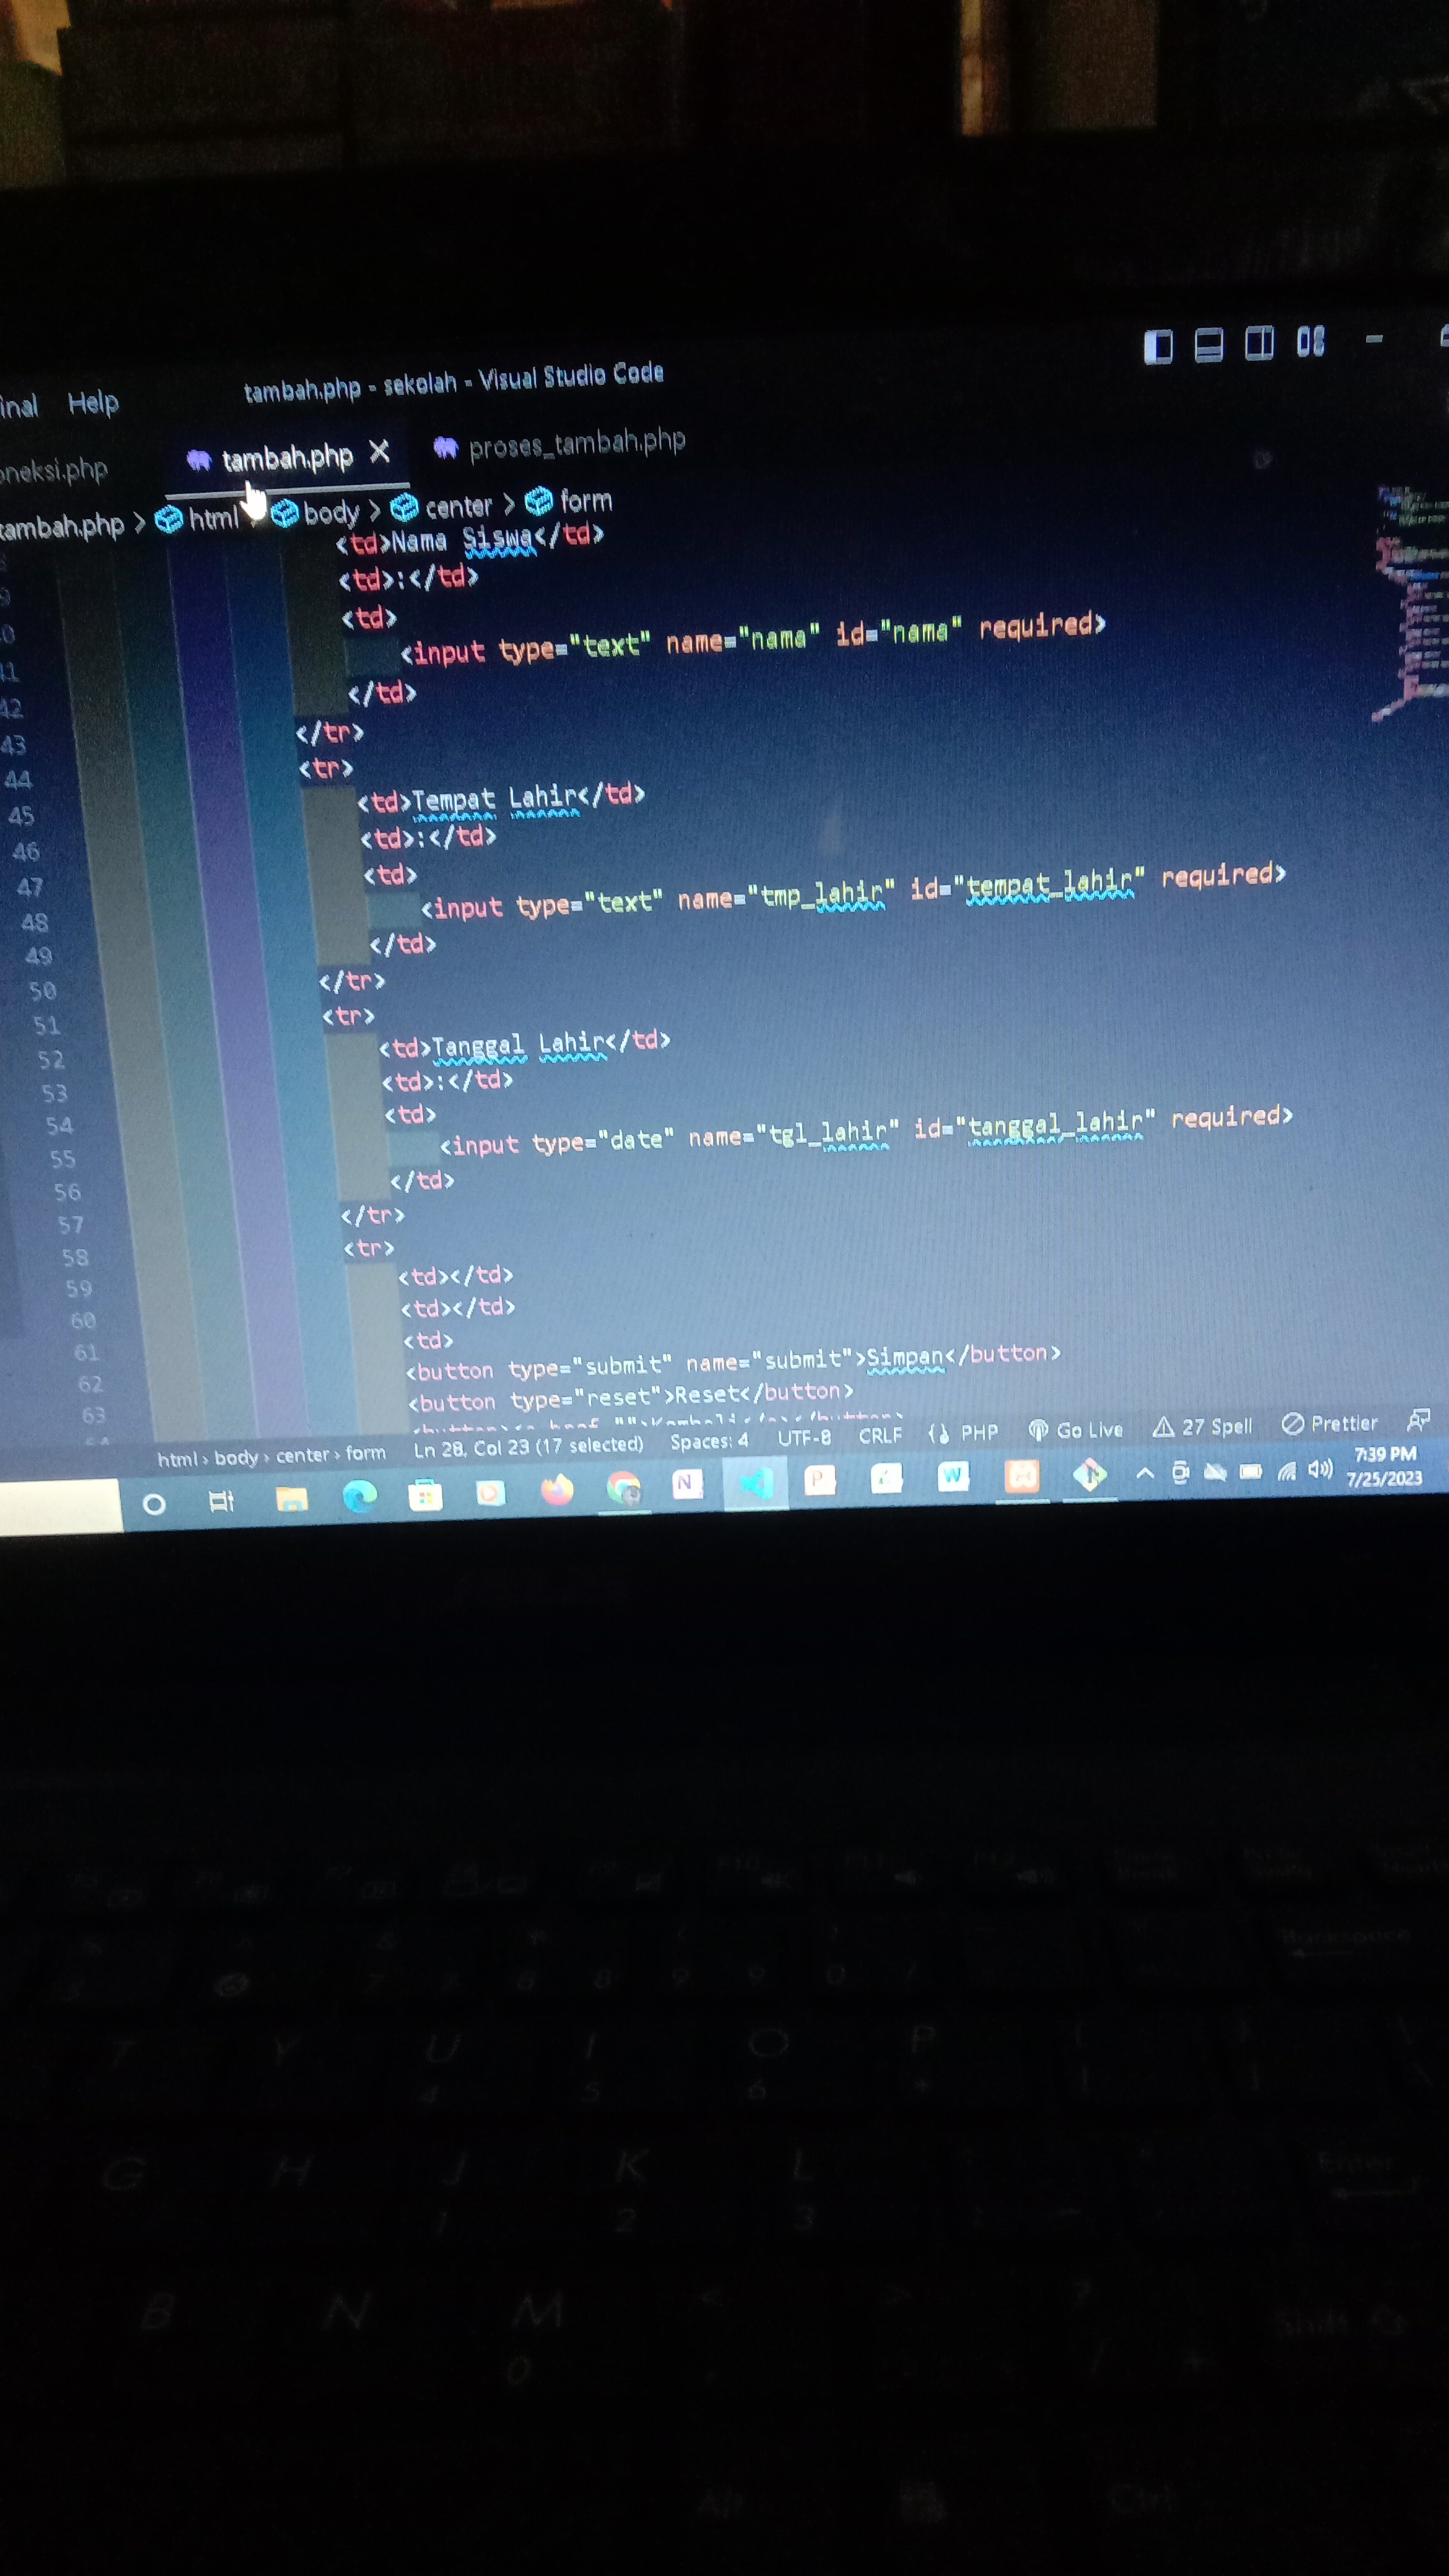 inal Help tambah.php - sekolah - Visual Studio Code
oneksi.php tambah.php proses_tambah.php
tambah.php > html > body > center > form
<td>Nama Siswa</td>
<td>:</td>
<td>
<input type="text" name="nama" id="nama" required>
42 </td>
43 </tr>
44 <tr>
45 <td>Tempat Lahir</td>
46 <td>:</td>
47 <td>
48 <input type="text" name="tmp_lahir" id="tempat_lahir" required>
49 </td>
50 </tr>
51 <tr>
52 <td>Tanggal Lahir</td>
53 <td>:</td>
54 <td>
55 <input type="date" name="tgl_lahir" id="tanggal_lahir" required>
56 </td>
57 </tr>
58 <tr>
59 <td></td>
60 <td></td>
61 <td>
62 <button type="submit" name="submit">Simpan</button>
63 <button type="reset">Reset</button>
html > body > center > form Ln 28, Col 23 (17 selected) Spaces: 4 UTF-8 CRLF PHP Go Live 27 Spell Prettier
7:39 PM
7/25/2023
T Y U I O P
4 5 6 *
G H J K L
1 2 3
B N M
0